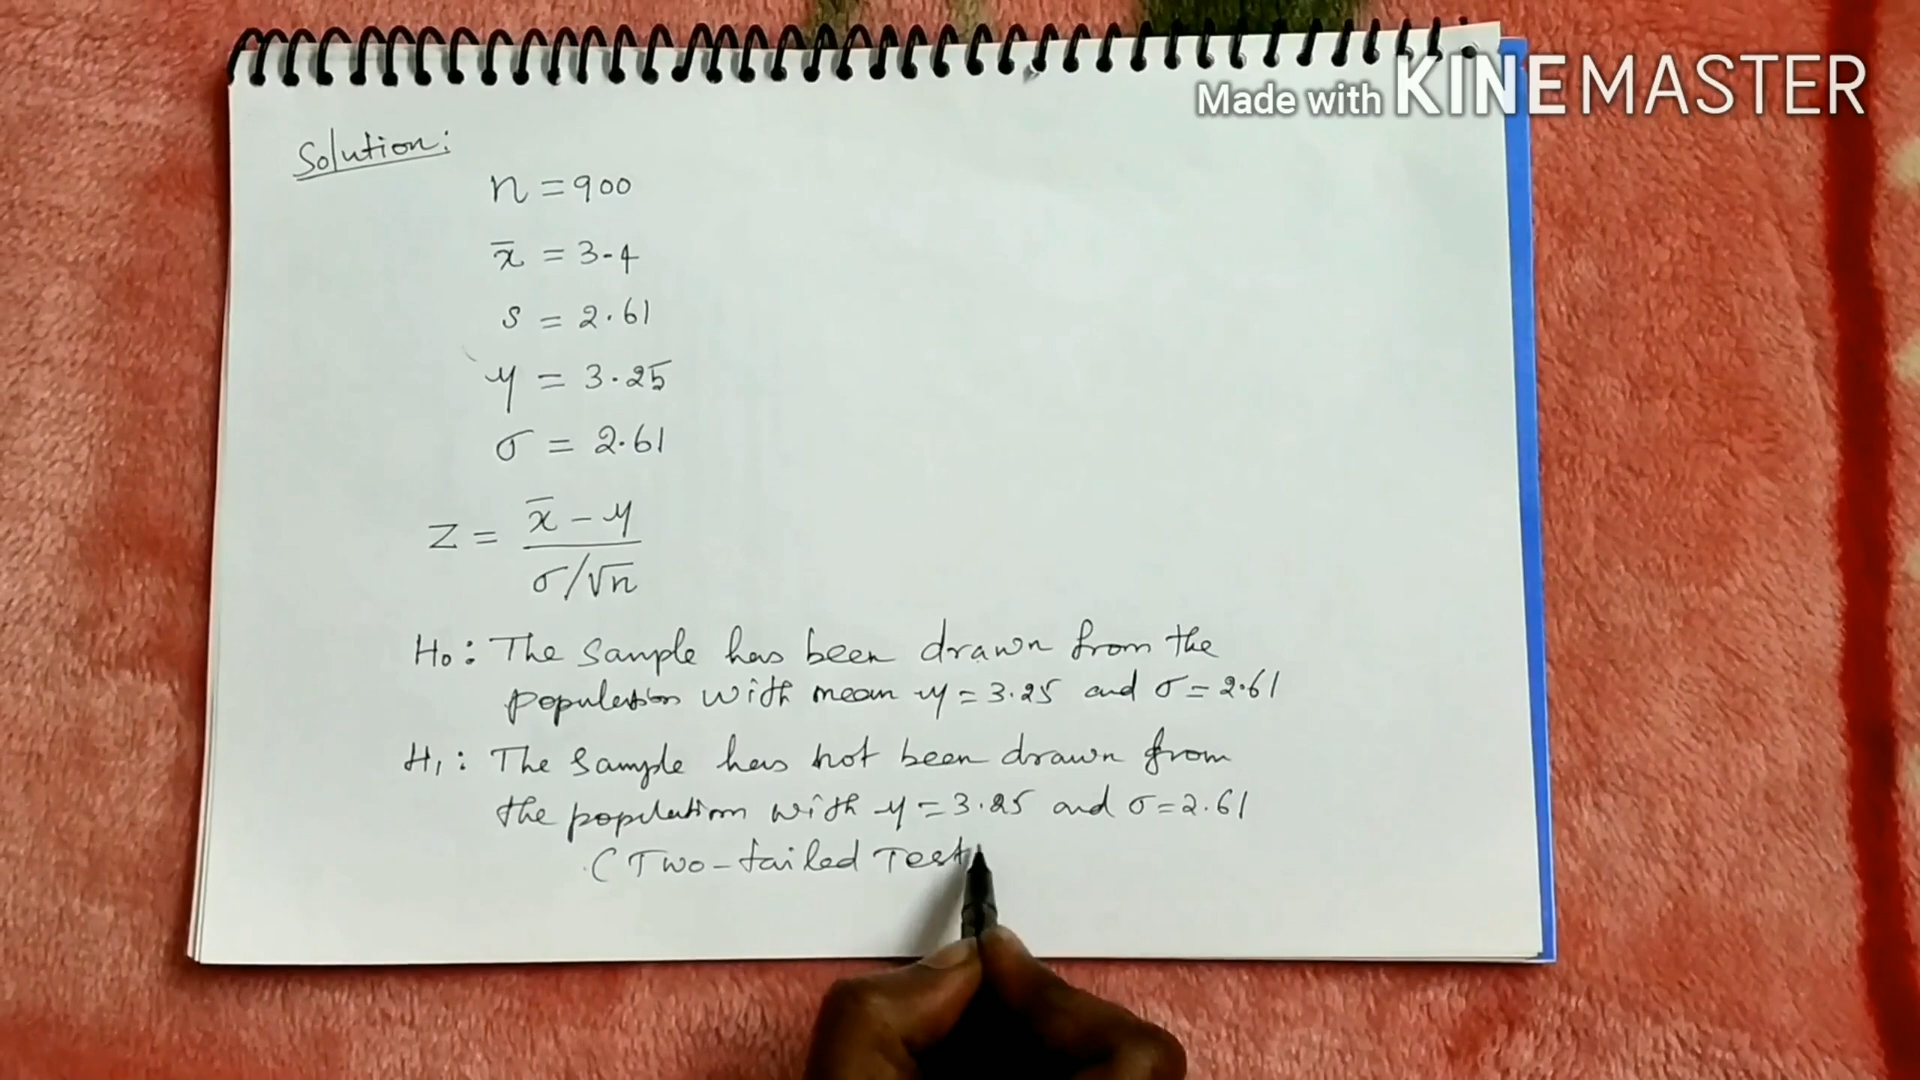 Made with KINEMASTER
Solution:
n = 900
x̄ = 3.4
s = 2.61
μ = 3.25
σ = 2.61
Z = x̄ - μ / σ/√n
H₀ : The Sample has been drawn from the
population with mean μ = 3.25 and σ = 2.61
H₁ : The Sample has not been drawn from
the population with μ = 3.25 and σ = 2.61
(Two-tailed Test